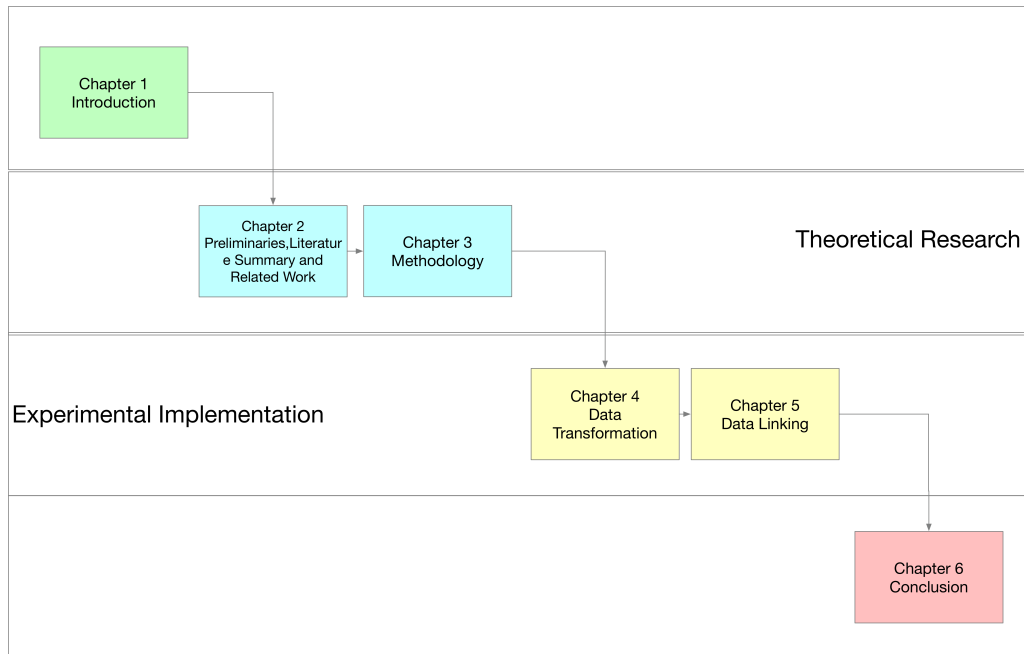 Chapter 1
Introduction
Chapter 2
Preliminaries,Literatur
e Summary and
Related Work
Chapter 3
Methodology
Theoretical Research
Experimental Implementation
Chapter 4
Data
Transformation
Chapter 5
Data Linking
Chapter 6
Conclusion